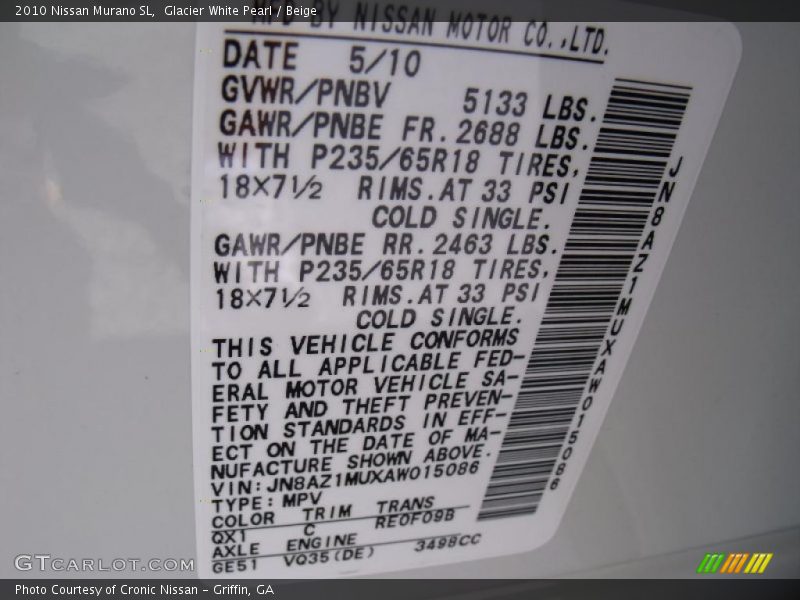 2010 Nissan Murano SL,  Glacier White Pearl / Beige
MFD BY NISSAN MOTOR CO.,LTD.
DATE 5/10
GVWR/PNBV 5133 LBS.
GAWR/PNBE FR. 2688 LBS.
WITH P235/65R18 TIRES,
18×7½ RIMS. AT 33 PSI
COLD SINGLE.
GAWR/PNBE RR. 2463 LBS.
WITH P235/65R18 TIRES,
18×7½ RIMS. AT 33 PSI
COLD SINGLE.
THIS VEHICLE CONFORMS
TO ALL APPLICABLE FED-
ERAL MOTOR VEHICLE SA-
FETY AND THEFT PREVEN-
TION STANDARDS IN EFF-
ECT ON THE DATE OF MA-
NUFACTURE SHOWN ABOVE.
VIN: JN8AZ1MUXAW015086
TYPE: MPV
COLOR TRIM TRANS
QX1 C RE0F09B
AXLE ENGINE
GE51 VQ35(DE) 3498CC
JN8AZ1MUXAW015086
GTCARLOT.COM
Photo Courtesy of Cronic Nissan - Griffin, GA